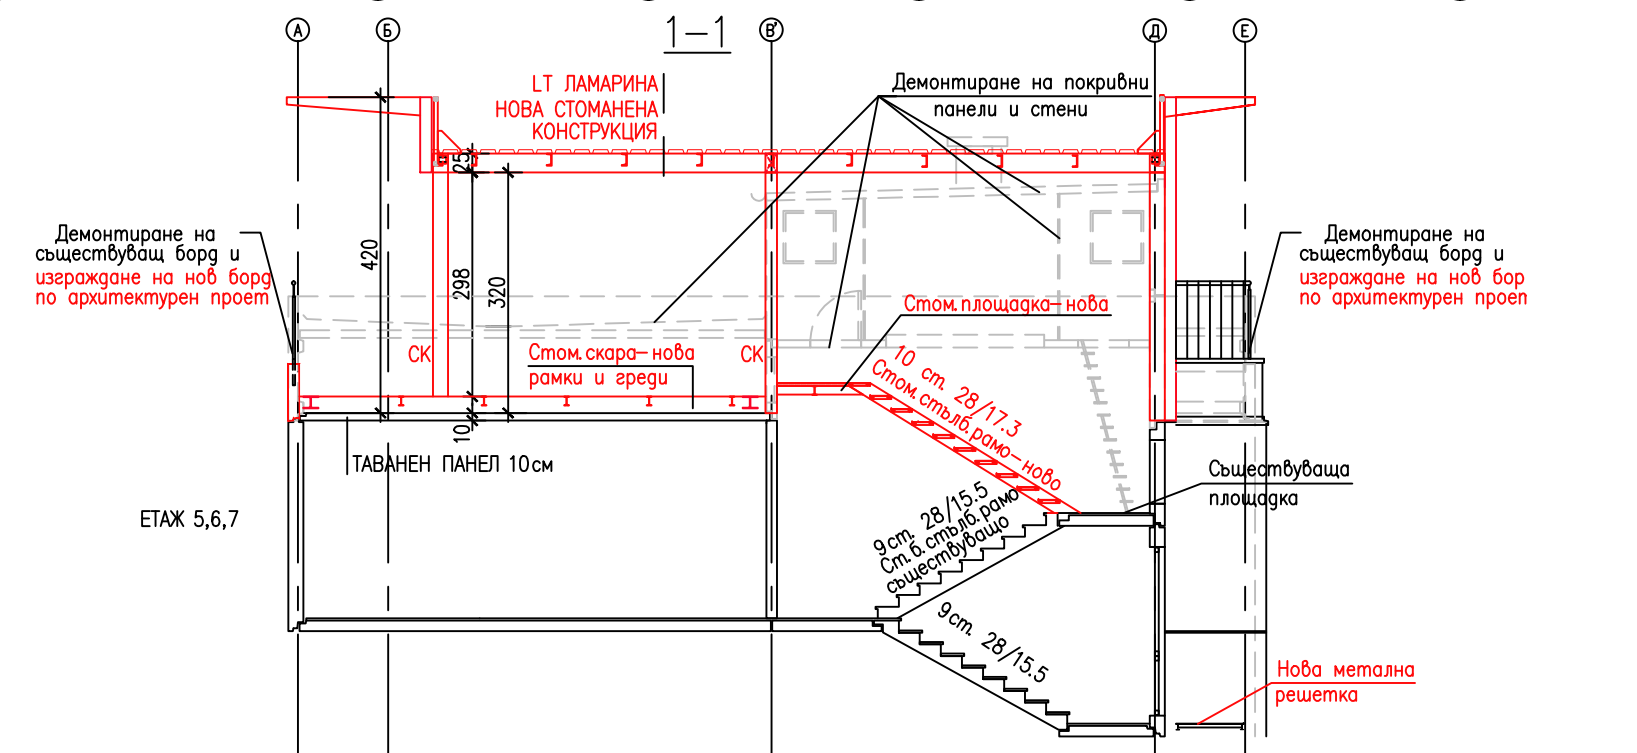 А
Б
1-1
В'
Д
Е
LT ЛАМАРИНА
НОВА СТОМАНЕНА
КОНСТРУКЦИЯ
Демонтиране на покривни
панели и стени
25
420
298
320
10
Демонтиране на
съществуващ борд и
изграждане на нов борд
по архитектурен проет
Демонтиране на
съществуващ борд и
изграждане на нов бор
по архитектурен проет
СК
Стом.скара-нова
рамки и греди
СК
Стом.площадка-нова
10 ст. 28/17.3
Стом.стълб.рамо-ново
ТАВАНЕН ПАНЕЛ 10см
ЕТАЖ 5,6,7
Съществуваща
площадка
9ст. 28/15.5
Ст.б.стълб.рамо
съществуващо
9ст. 28/15.5
Нова метална
решетка